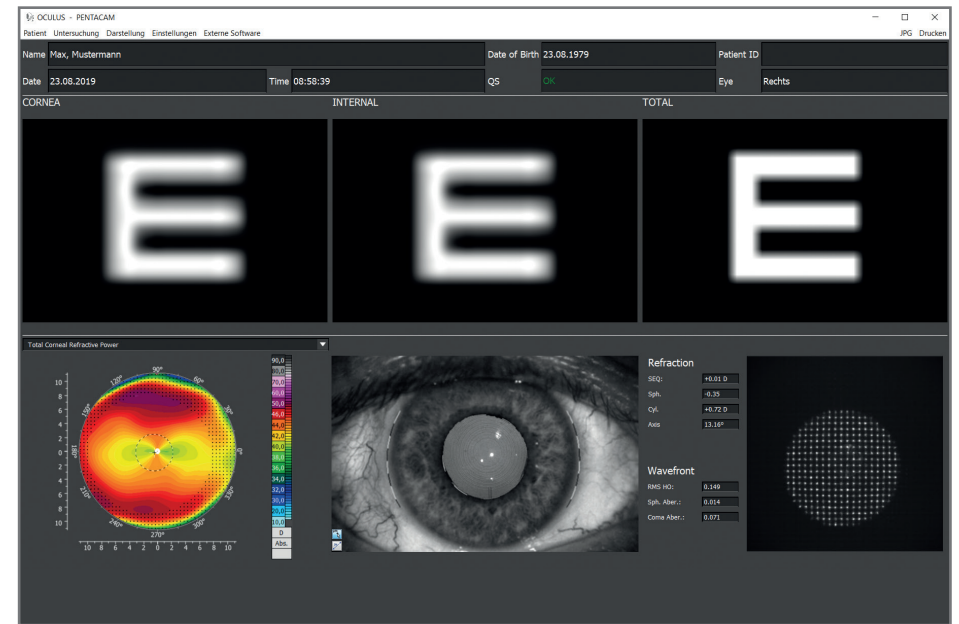 OCULUS - PENTACAM
Patient Untersuchung Darstellung Einstellungen Externe Software JPG Drucken
Name Max, Mustermann Date of Birth 23.08.1979 Patient ID
Date 23.08.2019 Time 08:58:39 QS OK Eye Rechts
CORNEA INTERNAL TOTAL
E E E
Total Corneal Refractive Power
Refraction
SEQ: +0.01 D
Sph. -0.35
Cyl. +0.72 D
Axis 13.16°
Wavefront
RMS HO: 0.149
Sph. Aber.: 0.014
Coma Aber.: 0.071
90° 60° 30° 0° 330° 300° 270° 240° 210° 180° 150° 120°
10 8 6 4 2 0 2 4 6 8 10
10 8 6 4 2 0 2 4 6 8 10
90,0
80,0
70,0
60,0
50,0
46,0
44,0
42,0
40,0
38,0
36,0
34,0
32,0
30,0
20,0
10,0
D
Abs.